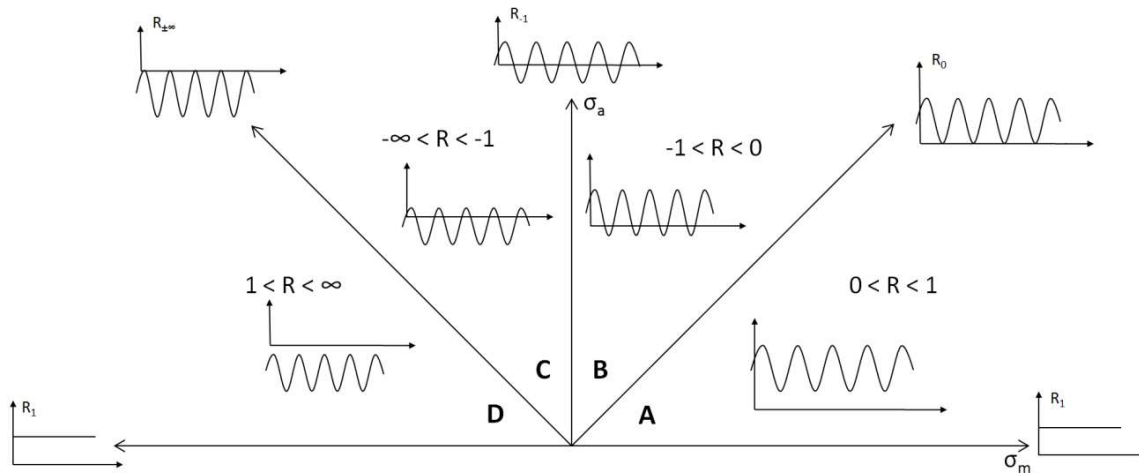 R±∞
R-1
R0
σa
-∞ < R < -1
-1 < R < 0
1 < R < ∞
0 < R < 1
C
B
D
A
R1
R1
σm